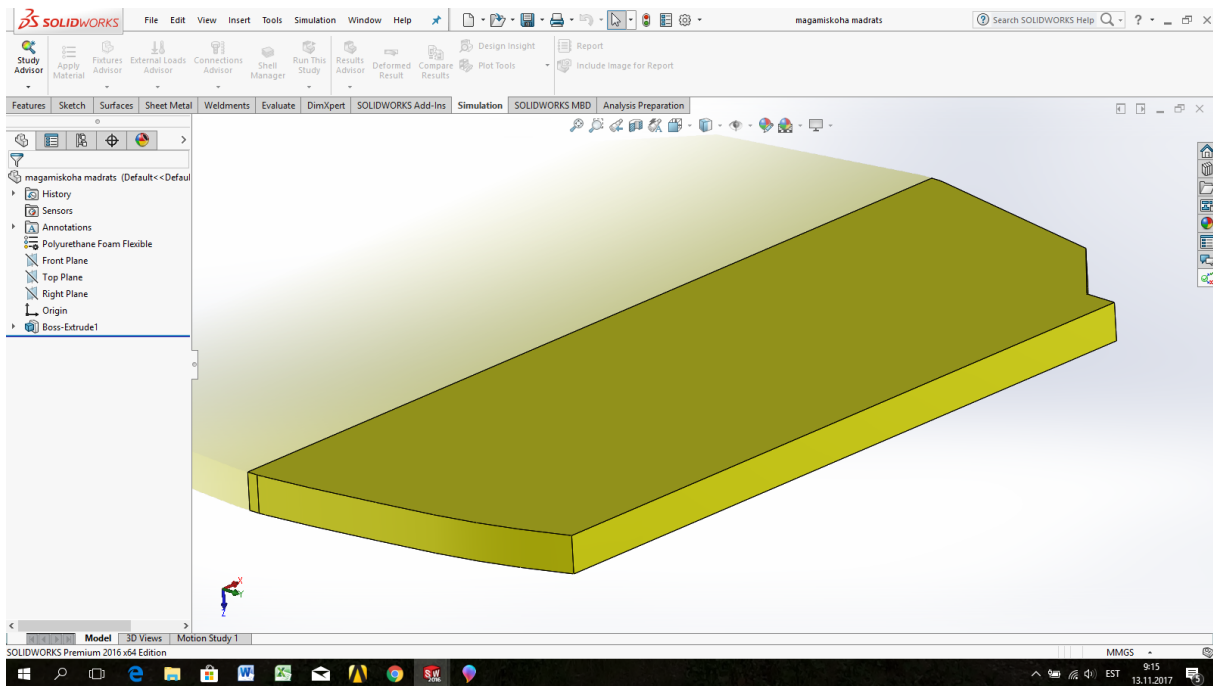 SOLIDWORKS File Edit View Insert Tools Simulation Window Help magamiskoha madrats Search SOLIDWORKS Help
Study Advisor
Apply Material
Fixtures Advisor
External Loads Advisor
Connections Advisor
Shell Manager
Run This Study
Results Advisor
Deformed Result
Compare Results
Design Insight
Plot Tools
Report
Include Image for Report
Features Sketch Surfaces Sheet Metal Weldments Evaluate DimXpert SOLIDWORKS Add-Ins Simulation SOLIDWORKS MBD Analysis Preparation
magamiskoha madrats (Default<<Defaul
History
Sensors
Annotations
Polyurethane Foam Flexible
Front Plane
Top Plane
Right Plane
Origin
Boss-Extrude1
X
Y
Z
Model 3D Views Motion Study 1
SOLIDWORKS Premium 2016 x64 Edition MMGS
EST 9:15
13.11.2017